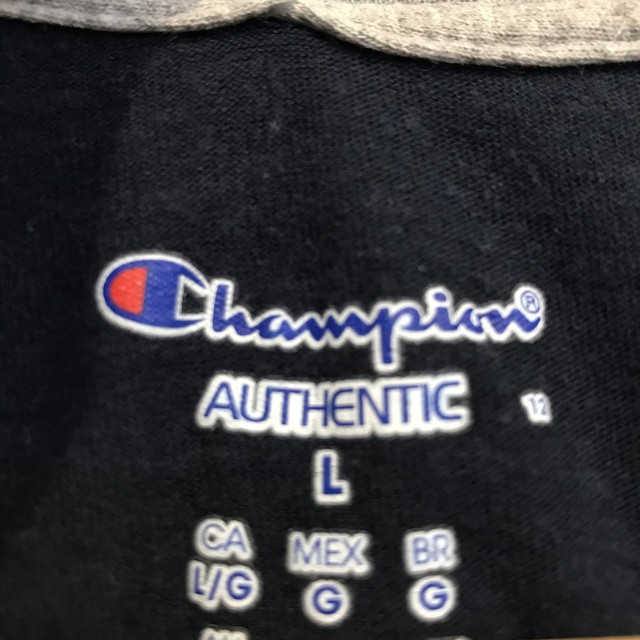 Champion®
AUTHENTIC 12
L
CA MEX BR
L/G G G